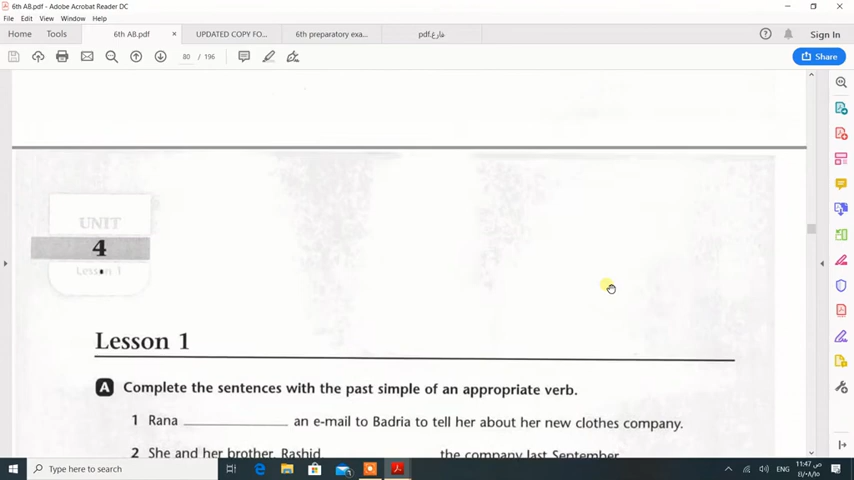 6th AB.pdf - Adobe Acrobat Reader DC
File Edit View Window Help
Home Tools 6th AB.pdf × UPDATED COPY FO... 6th preparatory exa... فارغ.pdf Sign In
80 / 196 Share
UNIT
4
Lesson 1
Lesson 1
A Complete the sentences with the past simple of an appropriate verb.
1 Rana ____________ an e-mail to Badria to tell her about her new clothes company.
2 She and her brother, Rashid ____________ the company last September.
Type here to search ENG 11:47 ص